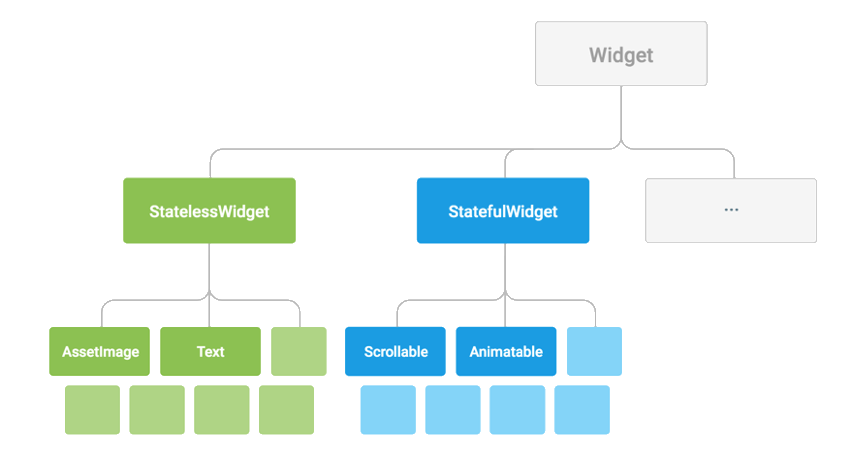 Widget
StatelessWidget
StatefulWidget
...
AssetImage
Text
Scrollable
Animatable